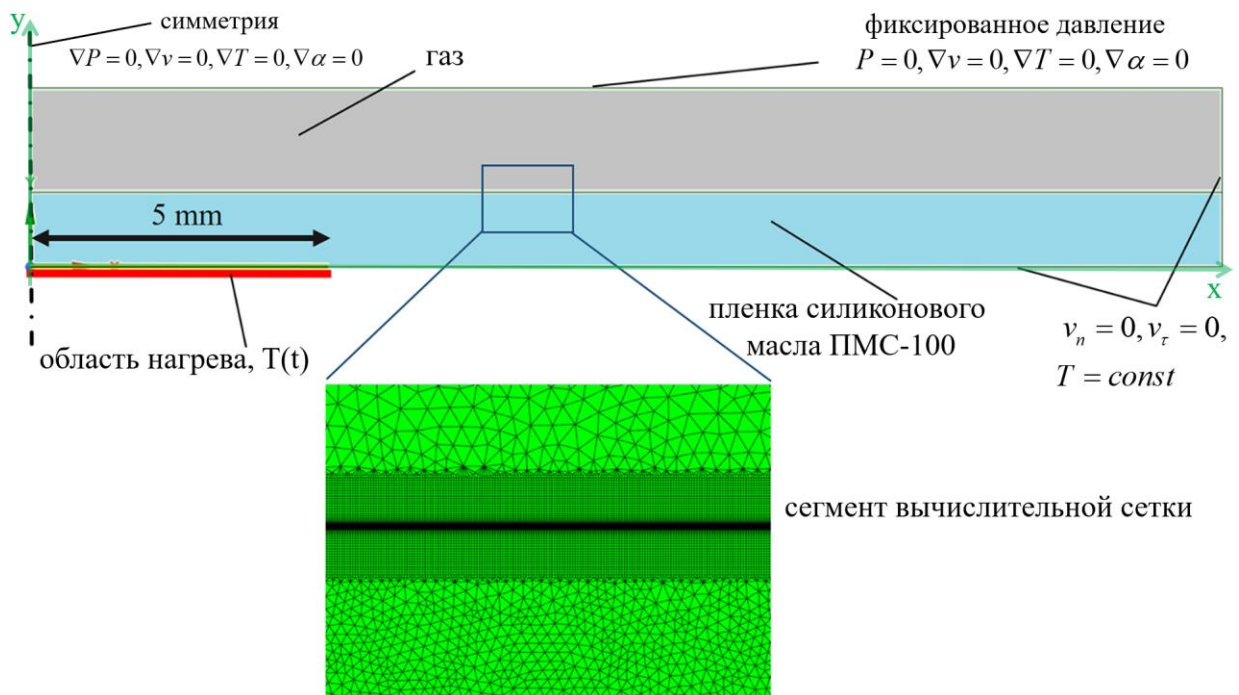 y
симметрия
∇P = 0, ∇v = 0, ∇T = 0, ∇α = 0
газ
фиксированное давление
P = 0, ∇v = 0, ∇T = 0, ∇α = 0
5 mm
x
область нагрева, T(t)
пленка силиконового
масла ПМС-100
vₙ = 0, v_τ = 0,
T = const
сегмент вычислительной сетки